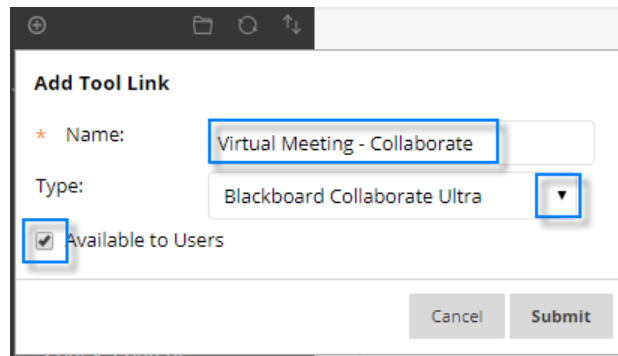 Add Tool Link
* Name:
Virtual Meeting - Collaborate
Type:
Blackboard Collaborate Ultra
Available to Users
Cancel
Submit